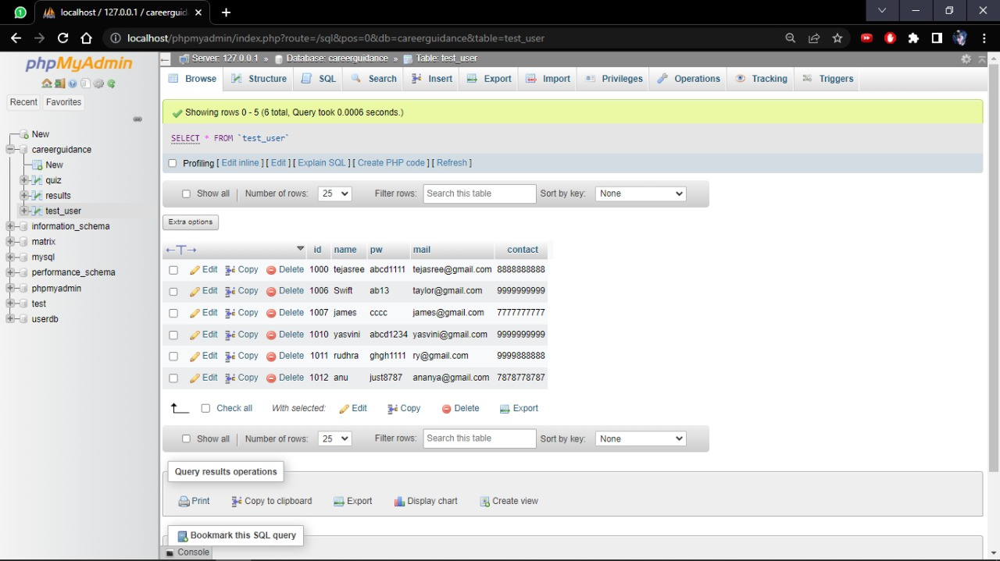 localhost / 127.0.0.1 / careerguid
localhost/phpmyadmin/index.php?route=/sql&pos=0&db=careerguidance&table=test_user
phpMyAdmin
Recent Favorites
New
careerguidance
New
quiz
results
test_user
information_schema
matrix
mysql
performance_schema
phpmyadmin
test
userdb
Server: 127.0.0.1 » Database: careerguidance » Table: test_user
Browse Structure SQL Search Insert Export Import Privileges Operations Tracking Triggers
Showing rows 0 - 5 (6 total, Query took 0.0006 seconds.)
SELECT * FROM `test_user`
Profiling [ Edit inline ] [ Edit ] [ Explain SQL ] [ Create PHP code ] [ Refresh ]
Show all Number of rows: 25 Filter rows: Search this table Sort by key: None
Extra options
←T→ id name pw mail contact
Edit Copy Delete 1000 tejasree abcd1111 tejasree@gmail.com 8888888888
Edit Copy Delete 1006 Swift ab13 taylor@gmail.com 9999999999
Edit Copy Delete 1007 james cccc james@gmail.com 7777777777
Edit Copy Delete 1010 yasvini abcd1234 yasvini@gmail.com 9999999999
Edit Copy Delete 1011 rudhra ghgh1111 ry@gmail.com 9999888888
Edit Copy Delete 1012 anu just8787 ananya@gmail.com 7878778787
Check all With selected: Edit Copy Delete Export
Show all Number of rows: 25 Filter rows: Search this table Sort by key: None
Query results operations
Print Copy to clipboard Export Display chart Create view
Bookmark this SQL query
Console